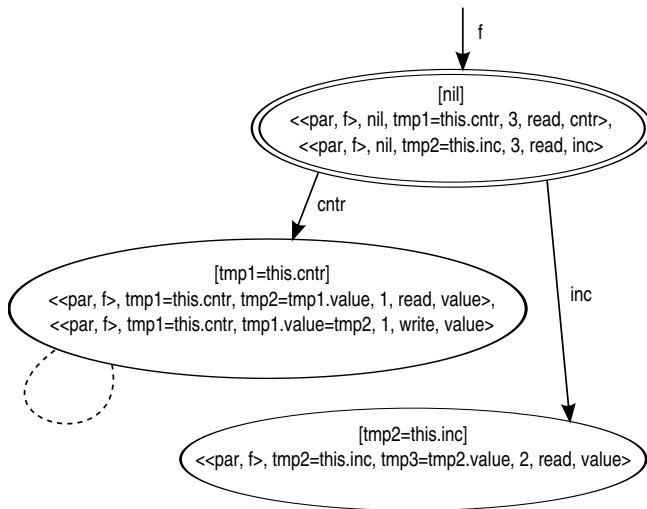 f
[nil]
<<par, f>, nil, tmp1=this.cntr, 3, read, cntr>,
<<par, f>, nil, tmp2=this.inc, 3, read, inc>
cntr
[tmp1=this.cntr]
<<par, f>, tmp1=this.cntr, tmp2=tmp1.value, 1, read, value>,
<<par, f>, tmp1=this.cntr, tmp1.value=tmp2, 1, write, value>
inc
[tmp2=this.inc]
<<par, f>, tmp2=this.inc, tmp3=tmp2.value, 2, read, value>